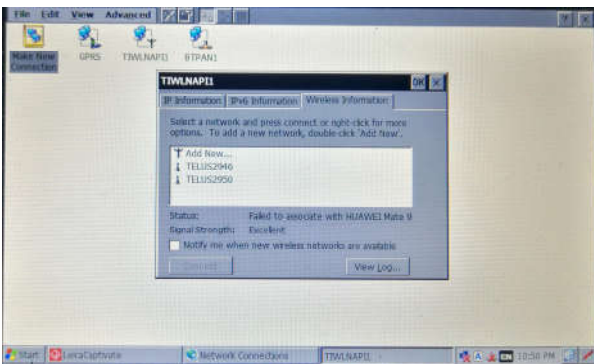 File Edit View Advanced
Make New Connection
GPRS
TIWLNAPI1
BTPAN1
TIWLNAPI1 OK
IP Information IPv6 Information Wireless Information
Select a network and press connect or right-click for more
options. To add a new network, double-click 'Add New'.
Add New...
TELUS2946
TELUS2950
Status: Failed to associate with HUAWEI Mate 9
Signal Strength: Excellent
Notify me when new wireless networks are available
Connect View Log...
Start LeicaCaptivate Network Connections TIWLNAPI1 EN 10:50 PM